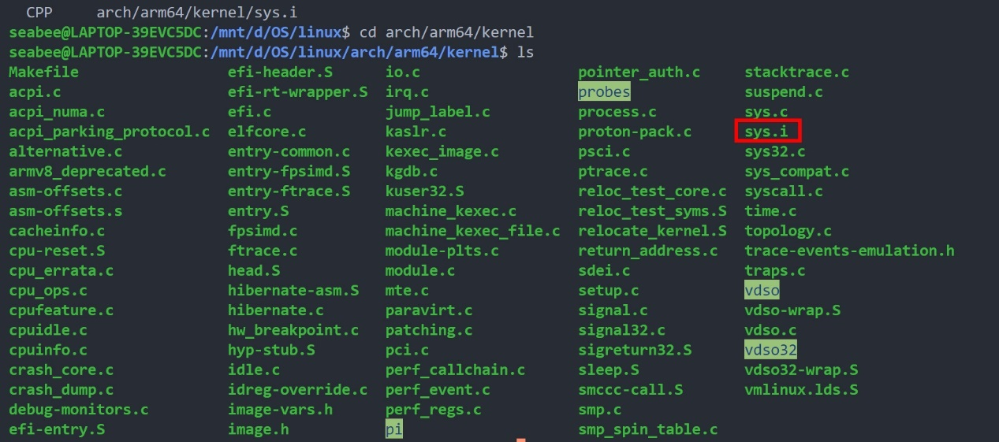 CPP     arch/arm64/kernel/sys.i
seabee@LAPTOP-39EVC5DC:/mnt/d/OS/linux$ cd arch/arm64/kernel
seabee@LAPTOP-39EVC5DC:/mnt/d/OS/linux/arch/arm64/kernel$ ls
Makefile efi-header.S io.c pointer_auth.c stacktrace.c
acpi.c efi-rt-wrapper.S irq.c probes suspend.c
acpi_numa.c efi.c jump_label.c process.c sys.c
acpi_parking_protocol.c elfcore.c kaslr.c proton-pack.c sys.i
alternative.c entry-common.c kexec_image.c psci.c sys32.c
armv8_deprecated.c entry-fpsimd.S kgdb.c ptrace.c sys_compat.c
asm-offsets.c entry-ftrace.S kuser32.S reloc_test_core.c syscall.c
asm-offsets.s entry.S machine_kexec.c reloc_test_syms.S time.c
cacheinfo.c fpsimd.c machine_kexec_file.c relocate_kernel.S topology.c
cpu-reset.S ftrace.c module-plts.c return_address.c trace-events-emulation.h
cpu_errata.c head.S module.c sdei.c traps.c
cpu_ops.c hibernate-asm.S mte.c setup.c vdso
cpufeature.c hibernate.c paravirt.c signal.c vdso-wrap.S
cpuidle.c hw_breakpoint.c patching.c signal32.c vdso.c
cpuinfo.c hyp-stub.S pci.c sigreturn32.S vdso32
crash_core.c idle.c perf_callchain.c sleep.S vdso32-wrap.S
crash_dump.c idreg-override.c perf_event.c smccc-call.S vmlinux.lds.S
debug-monitors.c image-vars.h perf_regs.c smp.c
efi-entry.S image.h pi smp_spin_table.c